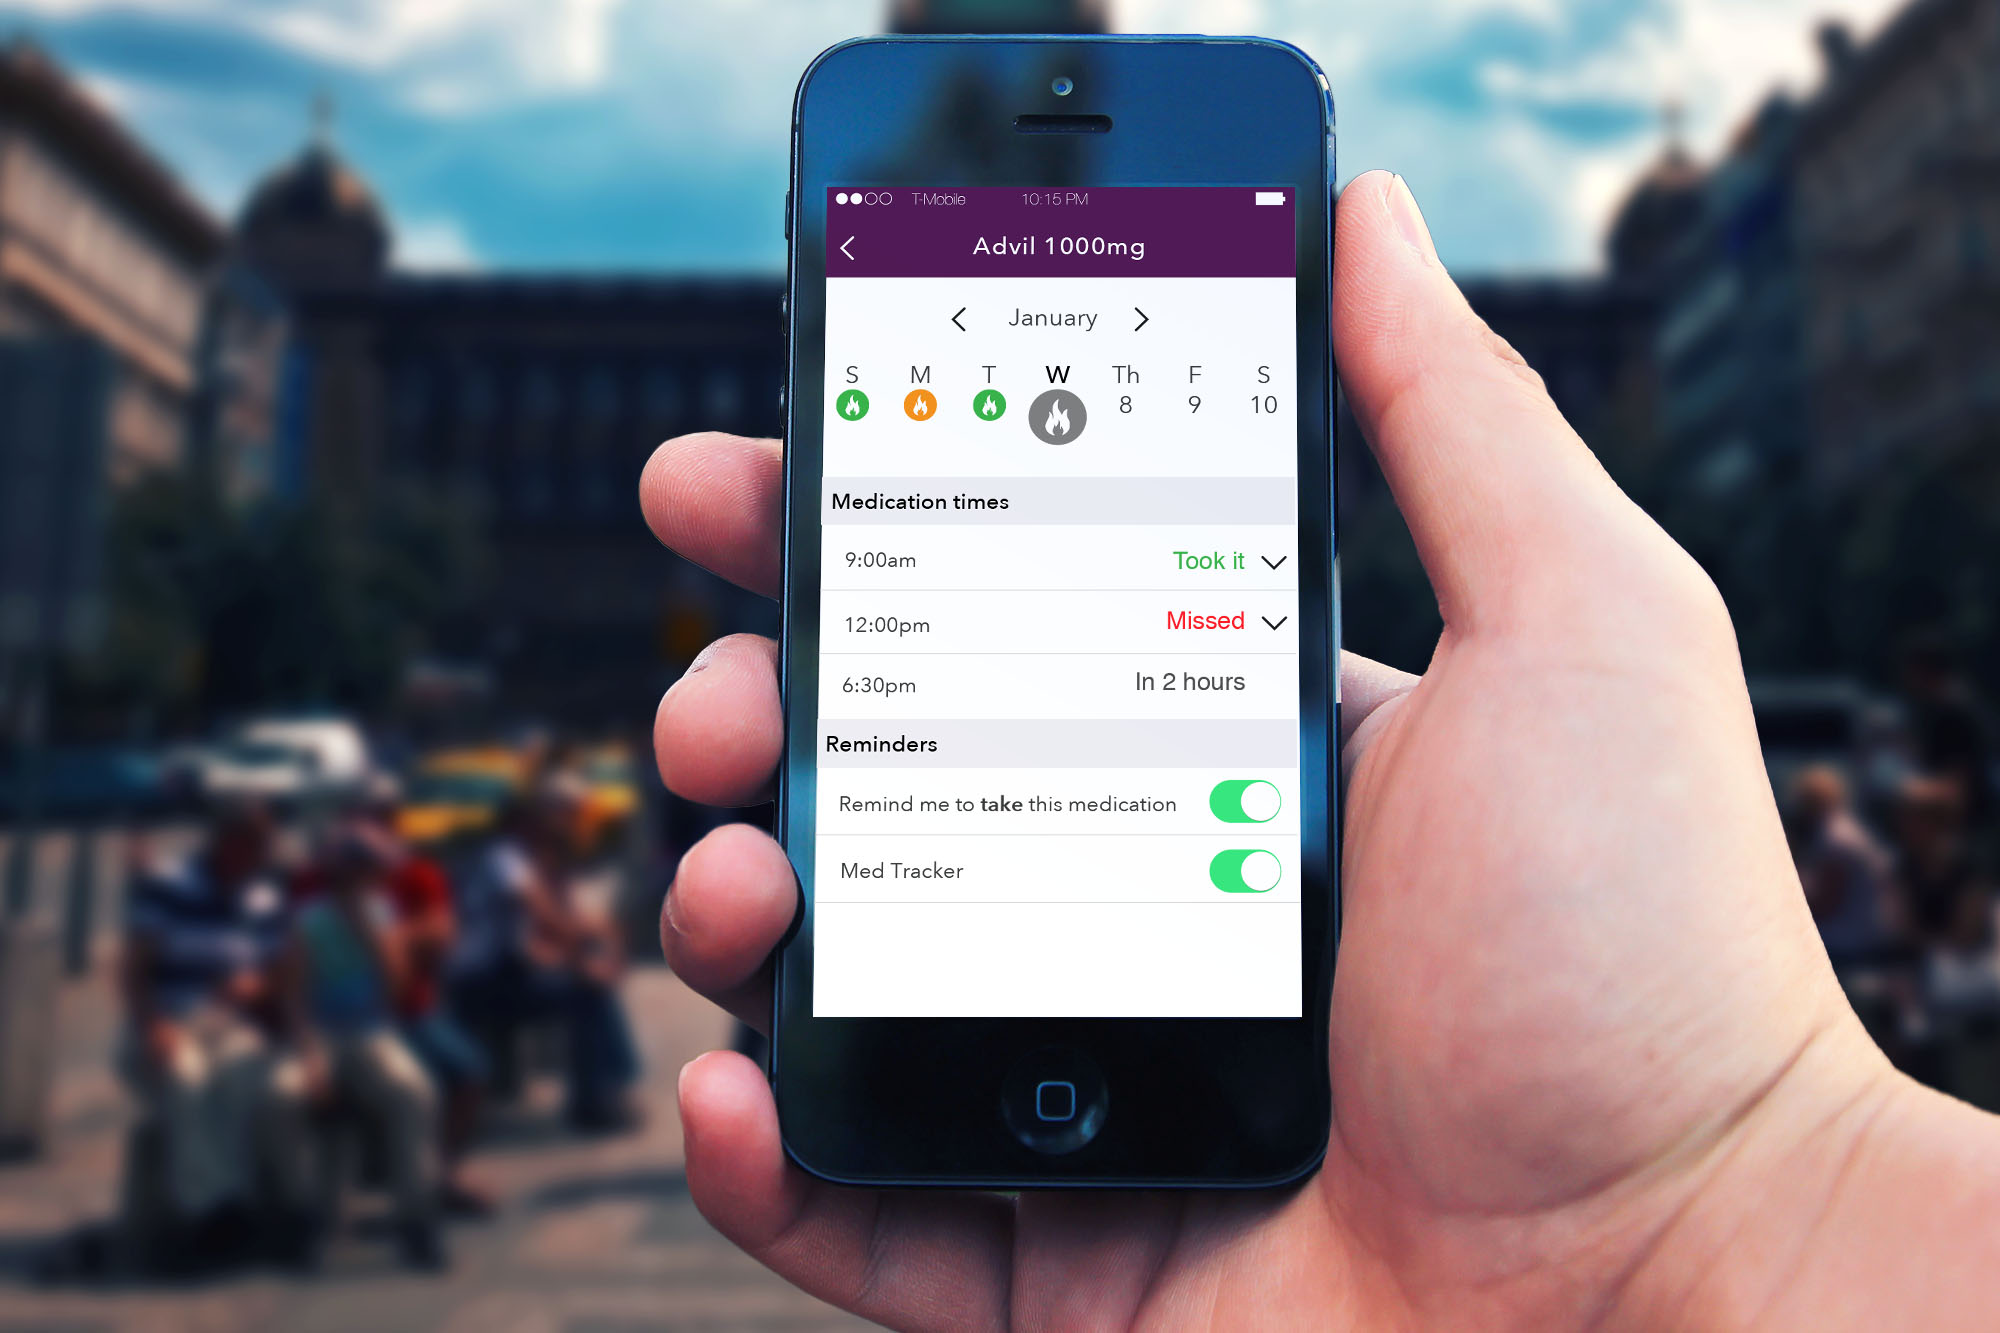 T-Mobile 10:15 PM
Advil 1000mg
January
S M T W Th F S
8 9 10
Medication times
9:00am Took it
12:00pm Missed
6:30pm In 2 hours
Reminders
Remind me to take this medication
Med Tracker